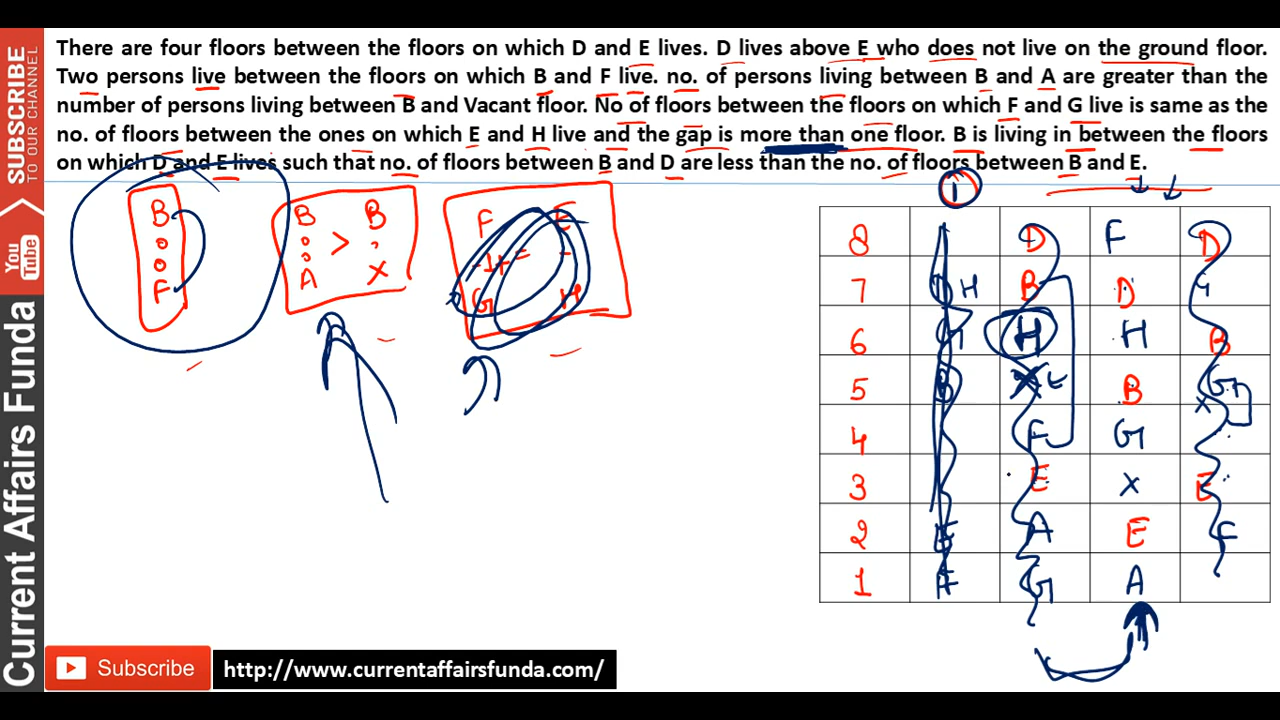 There are four floors between the floors on which D and E lives. D lives above E who does not live on the ground floor.
Two persons live between the floors on which B and F live. no. of persons living between B and A are greater than the
number of persons living between B and Vacant floor. No of floors between the floors on which F and G live is same as the
no. of floors between the ones on which E and H live and the gap is more than one floor. B is living in between the floors
on which D and E lives such that no. of floors between B and D are less than the no. of floors between B and E.
SUBSCRIBE
TO OUR CHANNEL
You Tube
Current Affairs Funda
B
F
B > B
A X
F E
G H
1
8 D F D
7 H B D
6 H H B
5 B X B G
4 F G
3 E X E
2 E A E F
1 F G A
Subscribe
http://www.currentaffairsfunda.com/